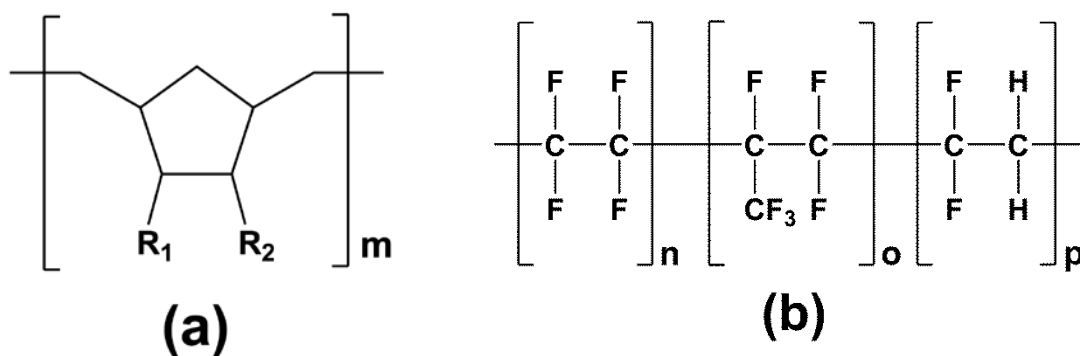 R1 R2 m
(a)
F F F F F H
C C C C C C
F F CF3 F F H
n o p
(b)